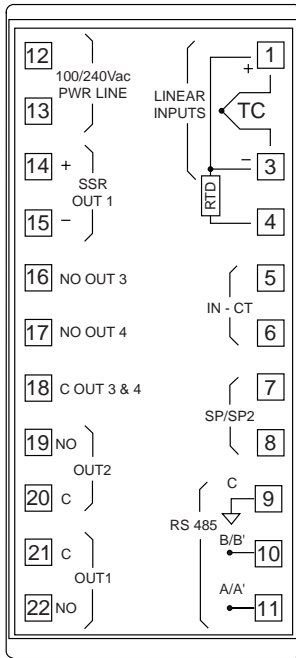 12
13
100/240Vac
PWR LINE
14 +
15 –
SSR
OUT 1
16 NO OUT 3
17 NO OUT 4
18 C OUT 3 & 4
19 NO
20 C
OUT2
21 C
22 NO
OUT1
LINEAR
INPUTS
1
+
TC
–
3
RTD
4
5
IN - CT
6
7
SP/SP2
8
C
9
RS 485
B/B'
10
A/A'
11